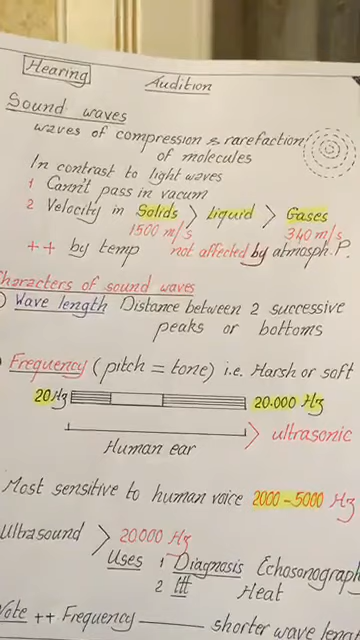 Hearing
Audition
Sound waves
waves of compression & rarefaction
of molecules
In contrast to light waves
1 Cann't pass in vacum
2 Velocity in Solids > Liquid > Gases
1500 m/s 340 m/s
++ by temp not affected by atmosph. P.
Characters of sound waves
Wave length Distance between 2 successive
peaks or bottoms
Frequency (pitch = tone) i.e. Harsh or soft
20 Hz 20.000 Hz
Human ear > ultrasonic
Most sensitive to human voice 2000 - 5000 Hz
Ultrasound > 20.000 Hz
Uses 1 Diagnosis Echosonograph
2 ttt Heat
Note ++ Frequency shorter wave